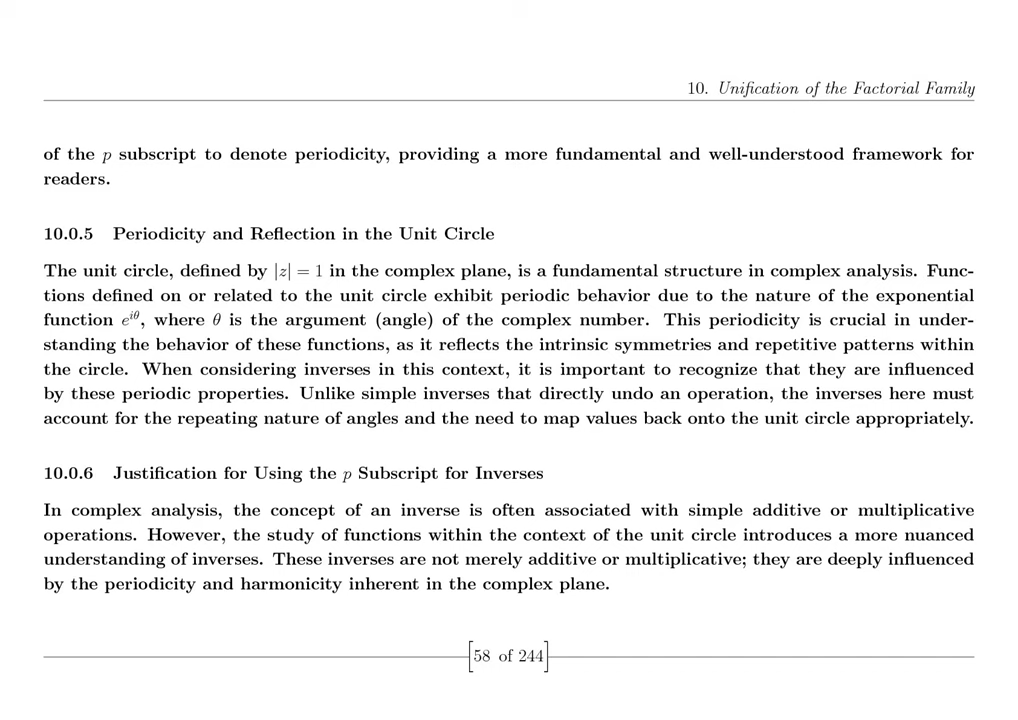 10. Unification of the Factorial Family
of the p subscript to denote periodicity, providing a more fundamental and well-understood framework for
readers.
10.0.5 Periodicity and Reflection in the Unit Circle
The unit circle, defined by |z| = 1 in the complex plane, is a fundamental structure in complex analysis. Func-
tions defined on or related to the unit circle exhibit periodic behavior due to the nature of the exponential
function e^{iθ}, where θ is the argument (angle) of the complex number. This periodicity is crucial in under-
standing the behavior of these functions, as it reflects the intrinsic symmetries and repetitive patterns within
the circle. When considering inverses in this context, it is important to recognize that they are influenced
by these periodic properties. Unlike simple inverses that directly undo an operation, the inverses here must
account for the repeating nature of angles and the need to map values back onto the unit circle appropriately.
10.0.6 Justification for Using the p Subscript for Inverses
In complex analysis, the concept of an inverse is often associated with simple additive or multiplicative
operations. However, the study of functions within the context of the unit circle introduces a more nuanced
understanding of inverses. These inverses are not merely additive or multiplicative; they are deeply influenced
by the periodicity and harmonicity inherent in the complex plane.
[58 of 244]